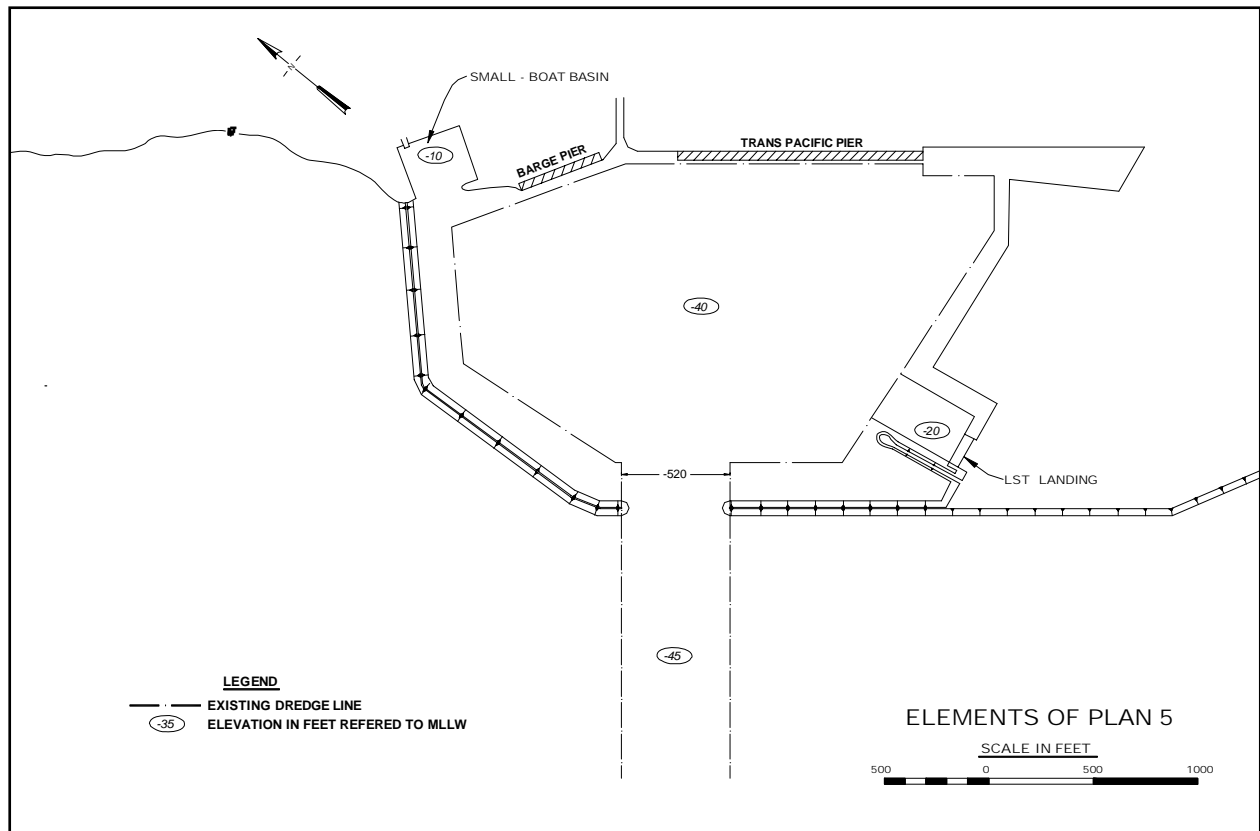 N
SMALL - BOAT BASIN
-10
BARGE PIER
TRANS PACIFIC PIER
-40
-20
-520
LST LANDING
-45
LEGEND
EXISTING DREDGE LINE
-35 ELEVATION IN FEET REFERED TO MLLW
ELEMENTS OF PLAN 5
SCALE IN FEET
500 0 500 1000